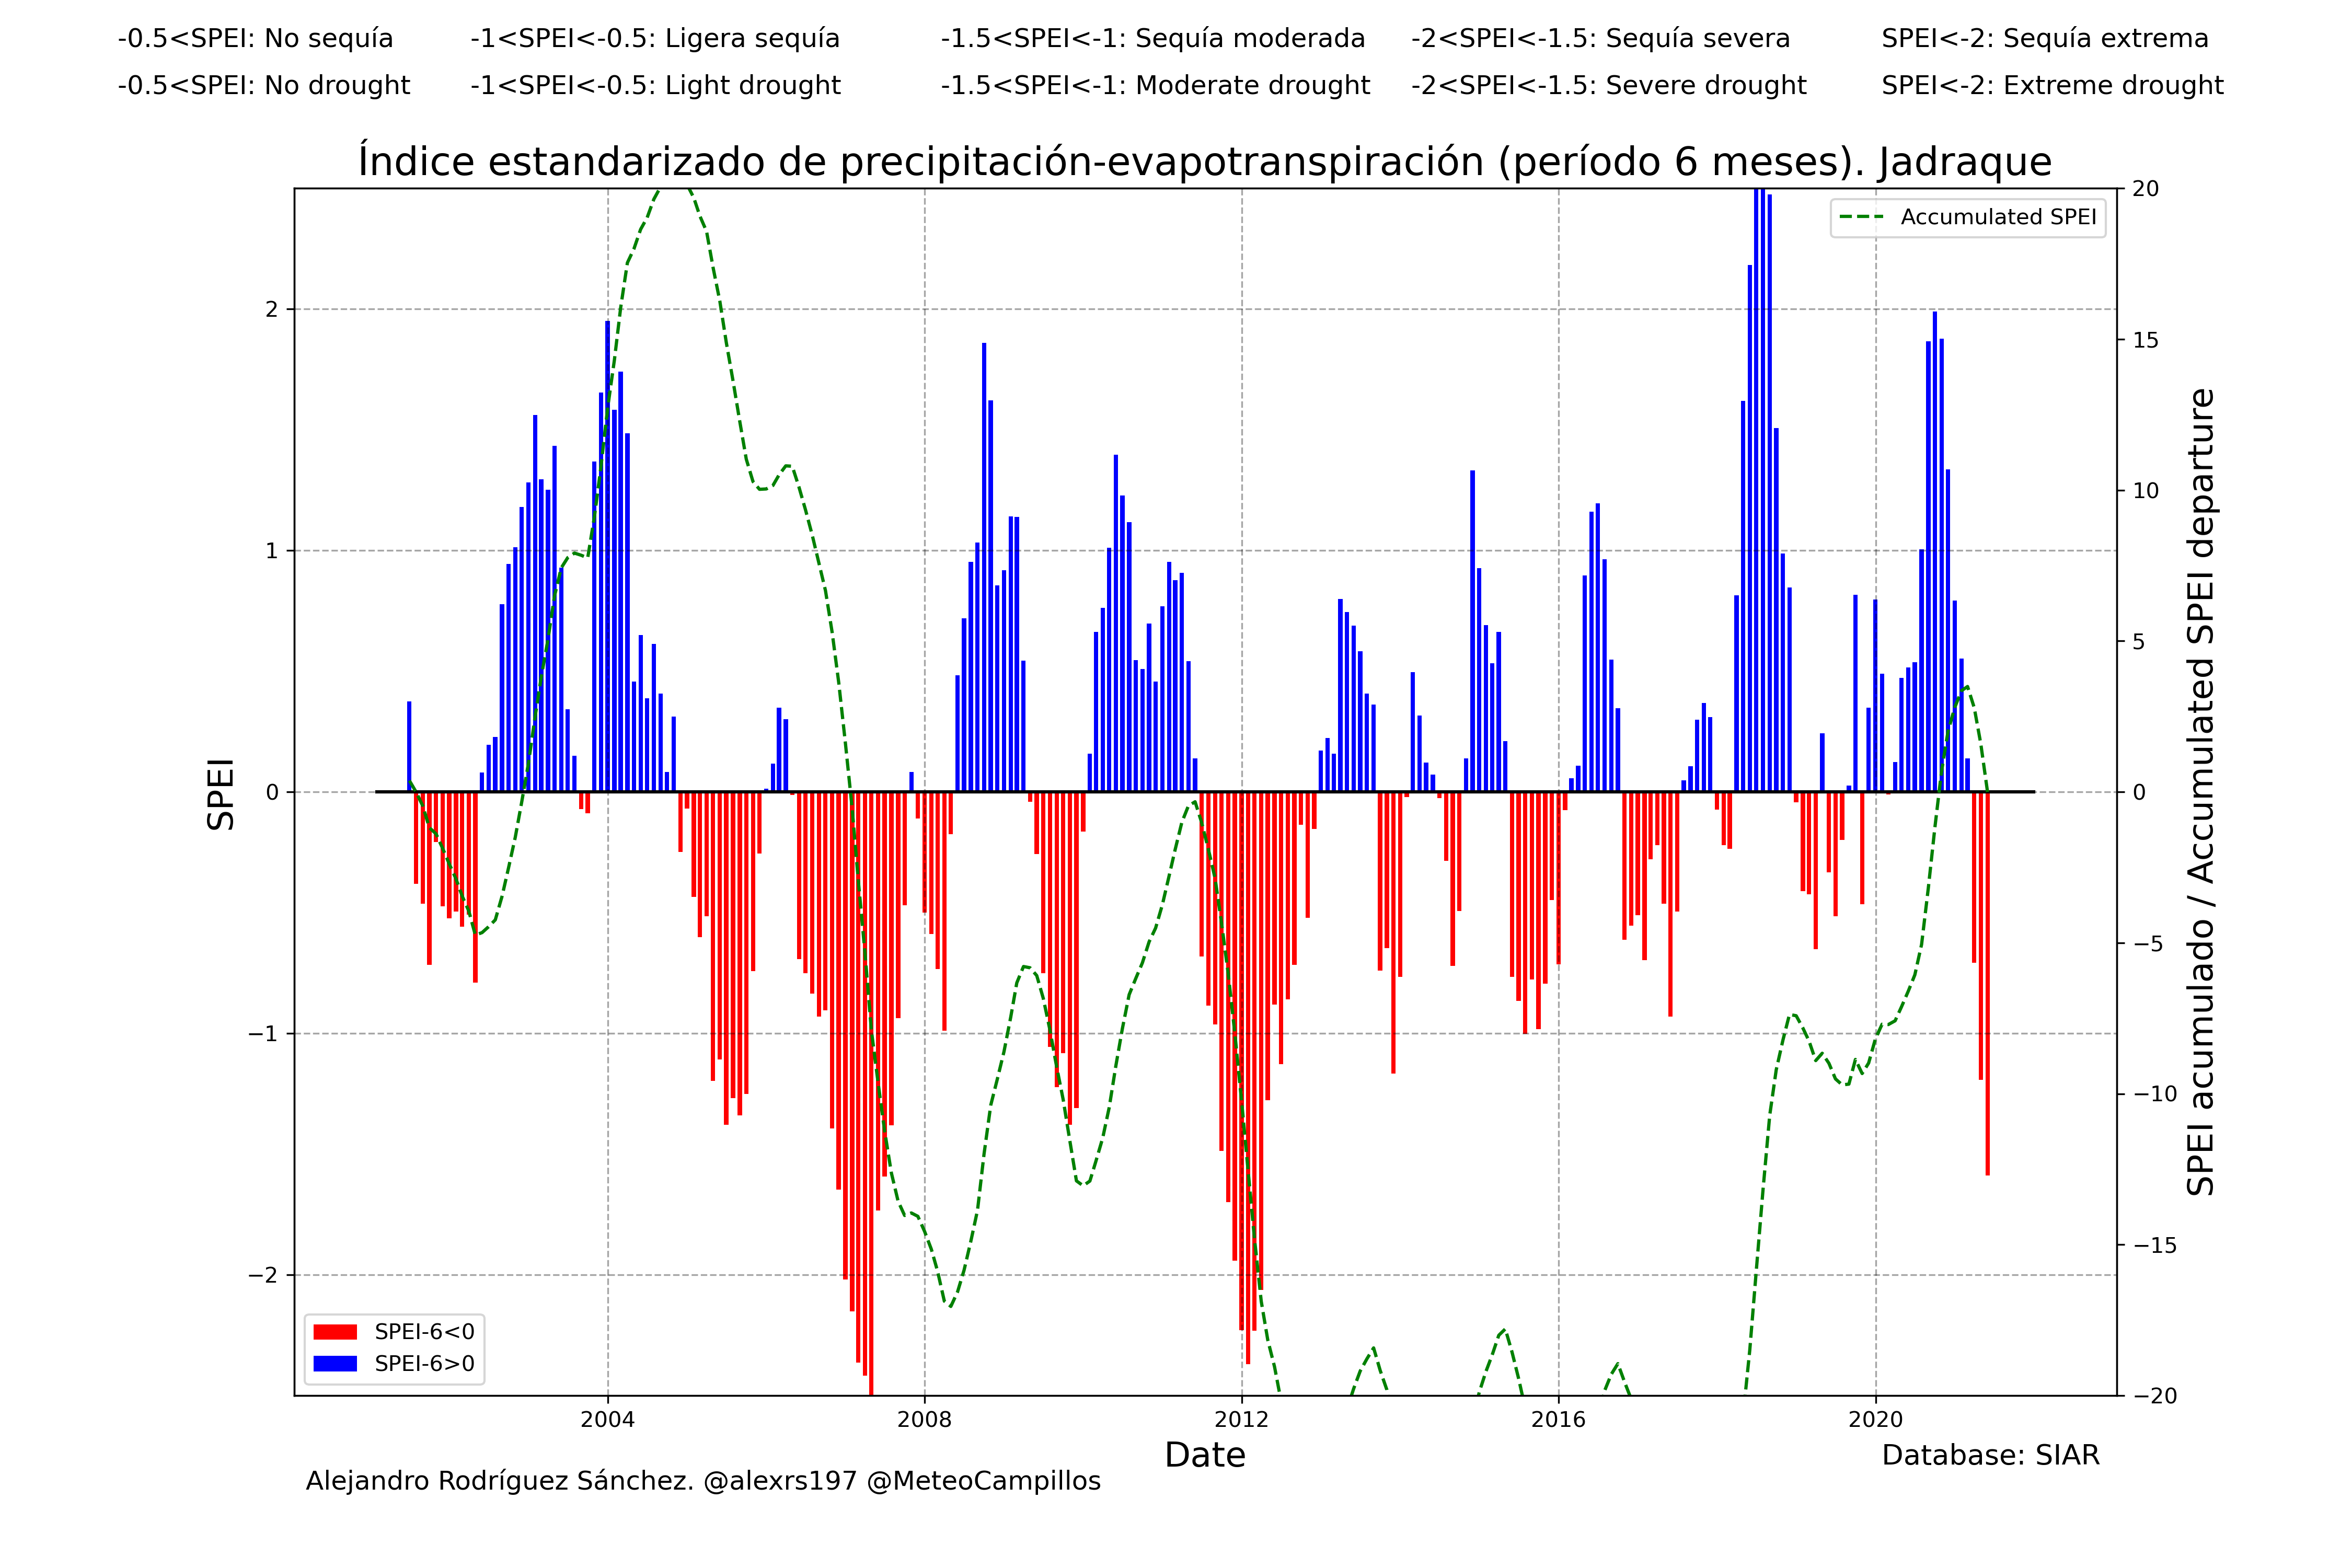 -0.5<SPEI: No sequía -1<SPEI<-0.5: Ligera sequía -1.5<SPEI<-1: Sequía moderada -2<SPEI<-1.5: Sequía severa SPEI<-2: Sequía extrema
-0.5<SPEI: No drought -1<SPEI<-0.5: Light drought -1.5<SPEI<-1: Moderate drought -2<SPEI<-1.5: Severe drought SPEI<-2: Extreme drought
Índice estandarizado de precipitación-evapotranspiración (período 6 meses). Jadraque
Accumulated SPEI
SPEI
2
1
0
−1
−2
20
15
10
5
0
−5
−10
−15
−20
SPEI acumulado / Accumulated SPEI departure
SPEI-6<0
SPEI-6>0
2004 2008 2012 2016 2020
Date
Database: SIAR
Alejandro Rodríguez Sánchez. @alexrs197 @MeteoCampillos